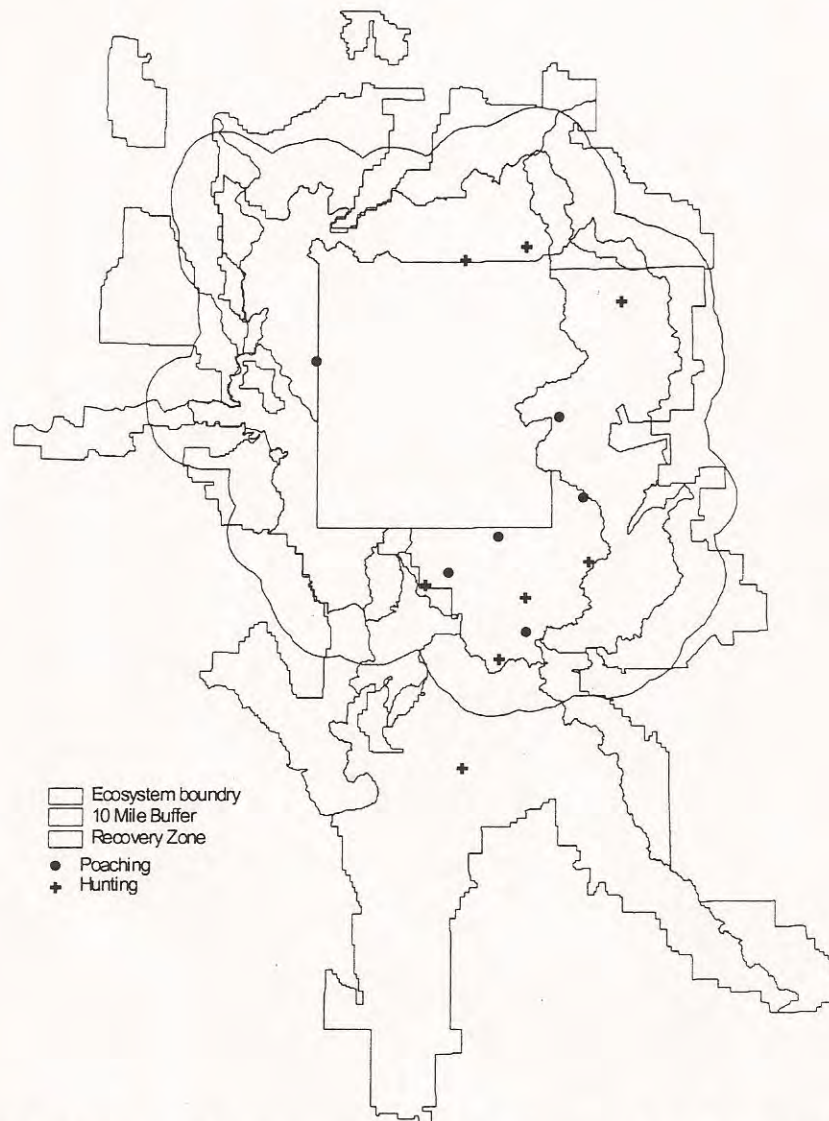 Ecosystem boundry
10 Mile Buffer
Recovery Zone
Poaching
Hunting